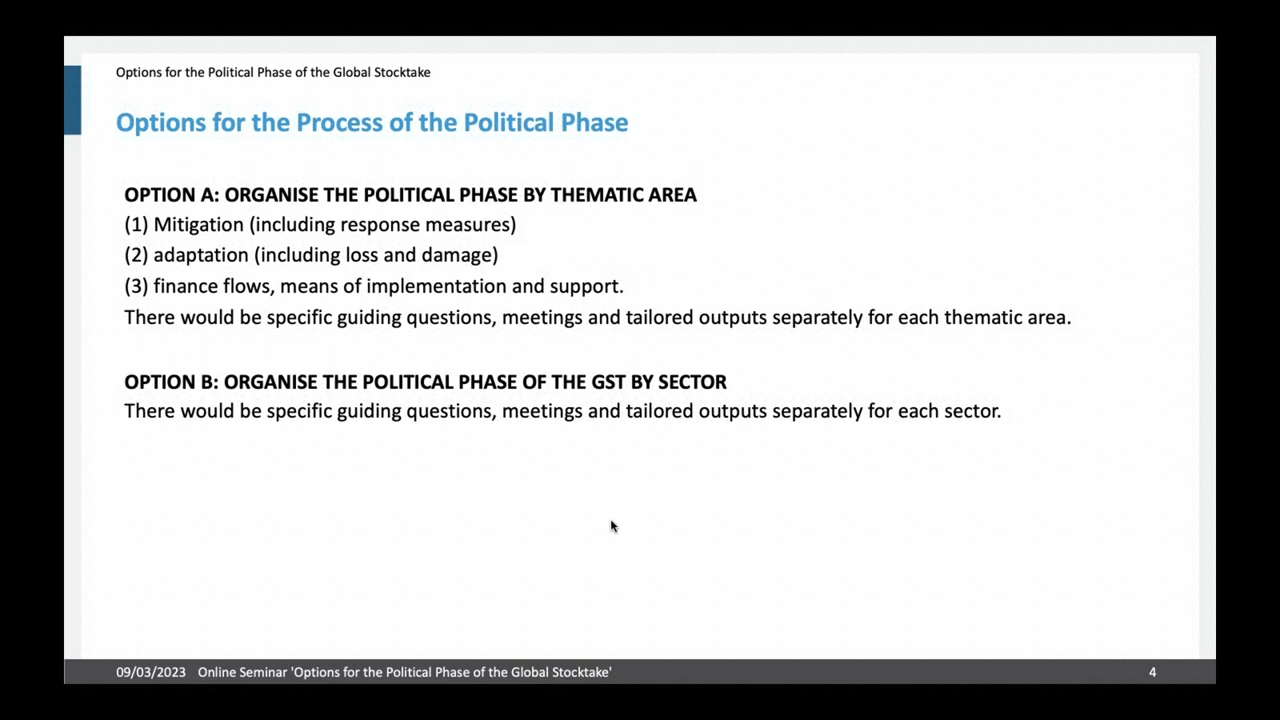 Options for the Political Phase of the Global Stocktake
Options for the Process of the Political Phase
OPTION A: ORGANISE THE POLITICAL PHASE BY THEMATIC AREA
(1) Mitigation (including response measures)
(2) adaptation (including loss and damage)
(3) finance flows, means of implementation and support.
There would be specific guiding questions, meetings and tailored outputs separately for each thematic area.
OPTION B: ORGANISE THE POLITICAL PHASE OF THE GST BY SECTOR
There would be specific guiding questions, meetings and tailored outputs separately for each sector.
09/03/2023 Online Seminar 'Options for the Political Phase of the Global Stocktake' 4